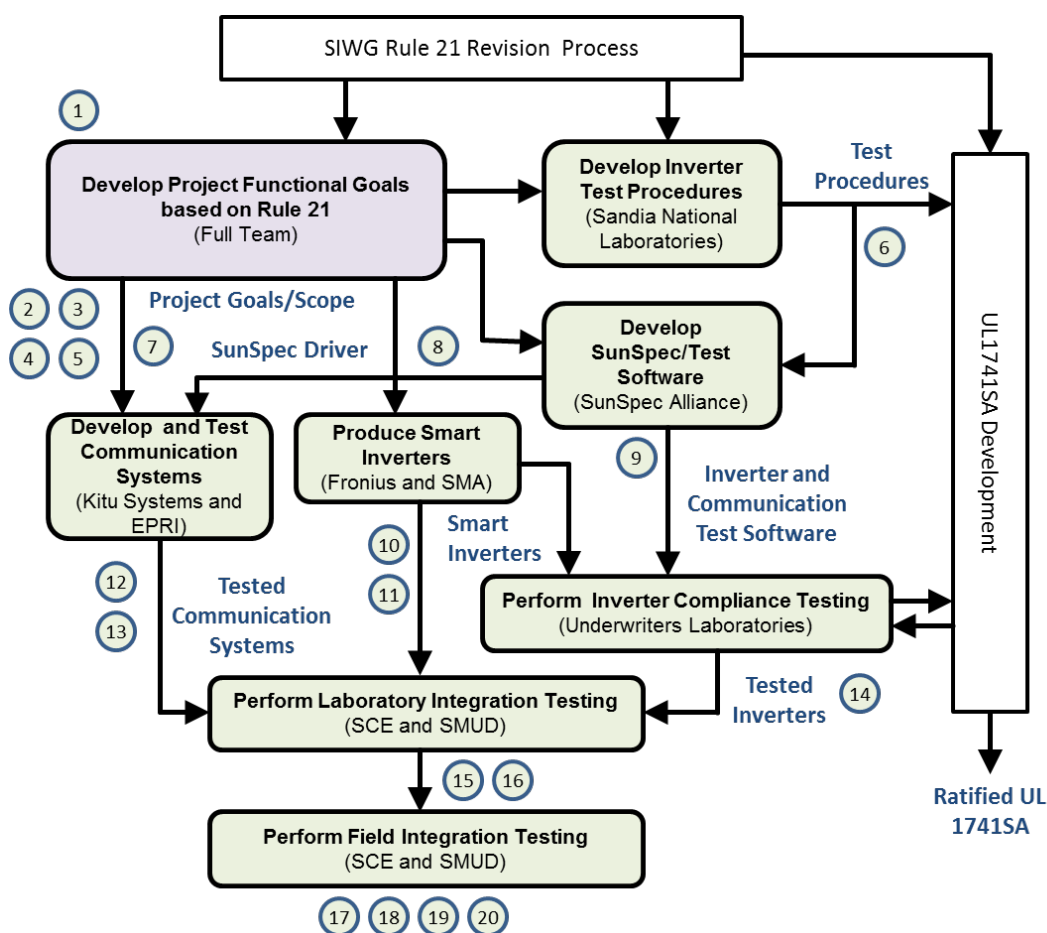 SIWG Rule 21 Revision Process
1
Develop Project Functional Goals
based on Rule 21
(Full Team)
Develop Inverter
Test Procedures
(Sandia National
Laboratories)
Test
Procedures
6
2
3
4
5
Project Goals/Scope
7
SunSpec Driver
8
Develop
SunSpec/Test
Software
(SunSpec Alliance)
UL1741SA Development
Develop and Test
Communication
Systems
(Kitu Systems and
EPRI)
Produce Smart
Inverters
(Fronius and SMA)
9
Inverter and
Communication
Test Software
10
11
Smart
Inverters
12
13
Tested
Communication
Systems
Perform Inverter Compliance Testing
(Underwriters Laboratories)
Perform Laboratory Integration Testing
(SCE and SMUD)
Tested
Inverters
14
15
16
Ratified UL
1741SA
Perform Field Integration Testing
(SCE and SMUD)
17
18
19
20